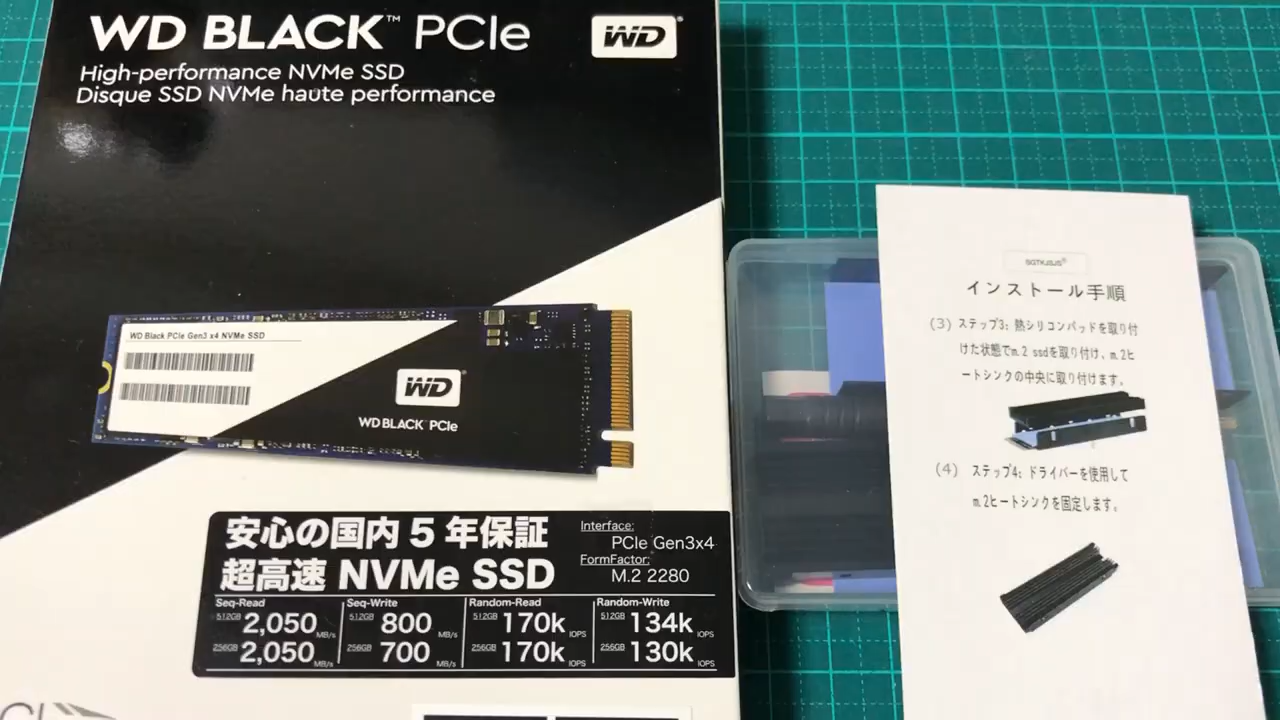 WD BLACK™ PCIe
WD®
High-performance NVMe SSD
Disque SSD NVMe haute performance
WD Black PCIe Gen3 x4 NVMe SSD
WD
WD BLACK PCIe
安心の国内5年保証
超高速 NVMe SSD
Interface:
PCIe Gen3x4
FormFactor:
M.2 2280
Seq-Read
512GB 2,050 MB/s
256GB 2,050 MB/s
Seq-Write
512GB 800 MB/s
256GB 700 MB/s
Random-Read
512GB 170k IOPS
256GB 170k IOPS
Random-Write
512GB 134k IOPS
256GB 130k IOPS
インストール手順
(3) ステップ3: 熱シリコンパッドを取り付
けた状態でm.2 ssdを取り付け、m.2ヒ
ートシンクの中央に取り付けます。
(4) ステップ4: ドライバーを使用して
m.2ヒートシンクを固定します。